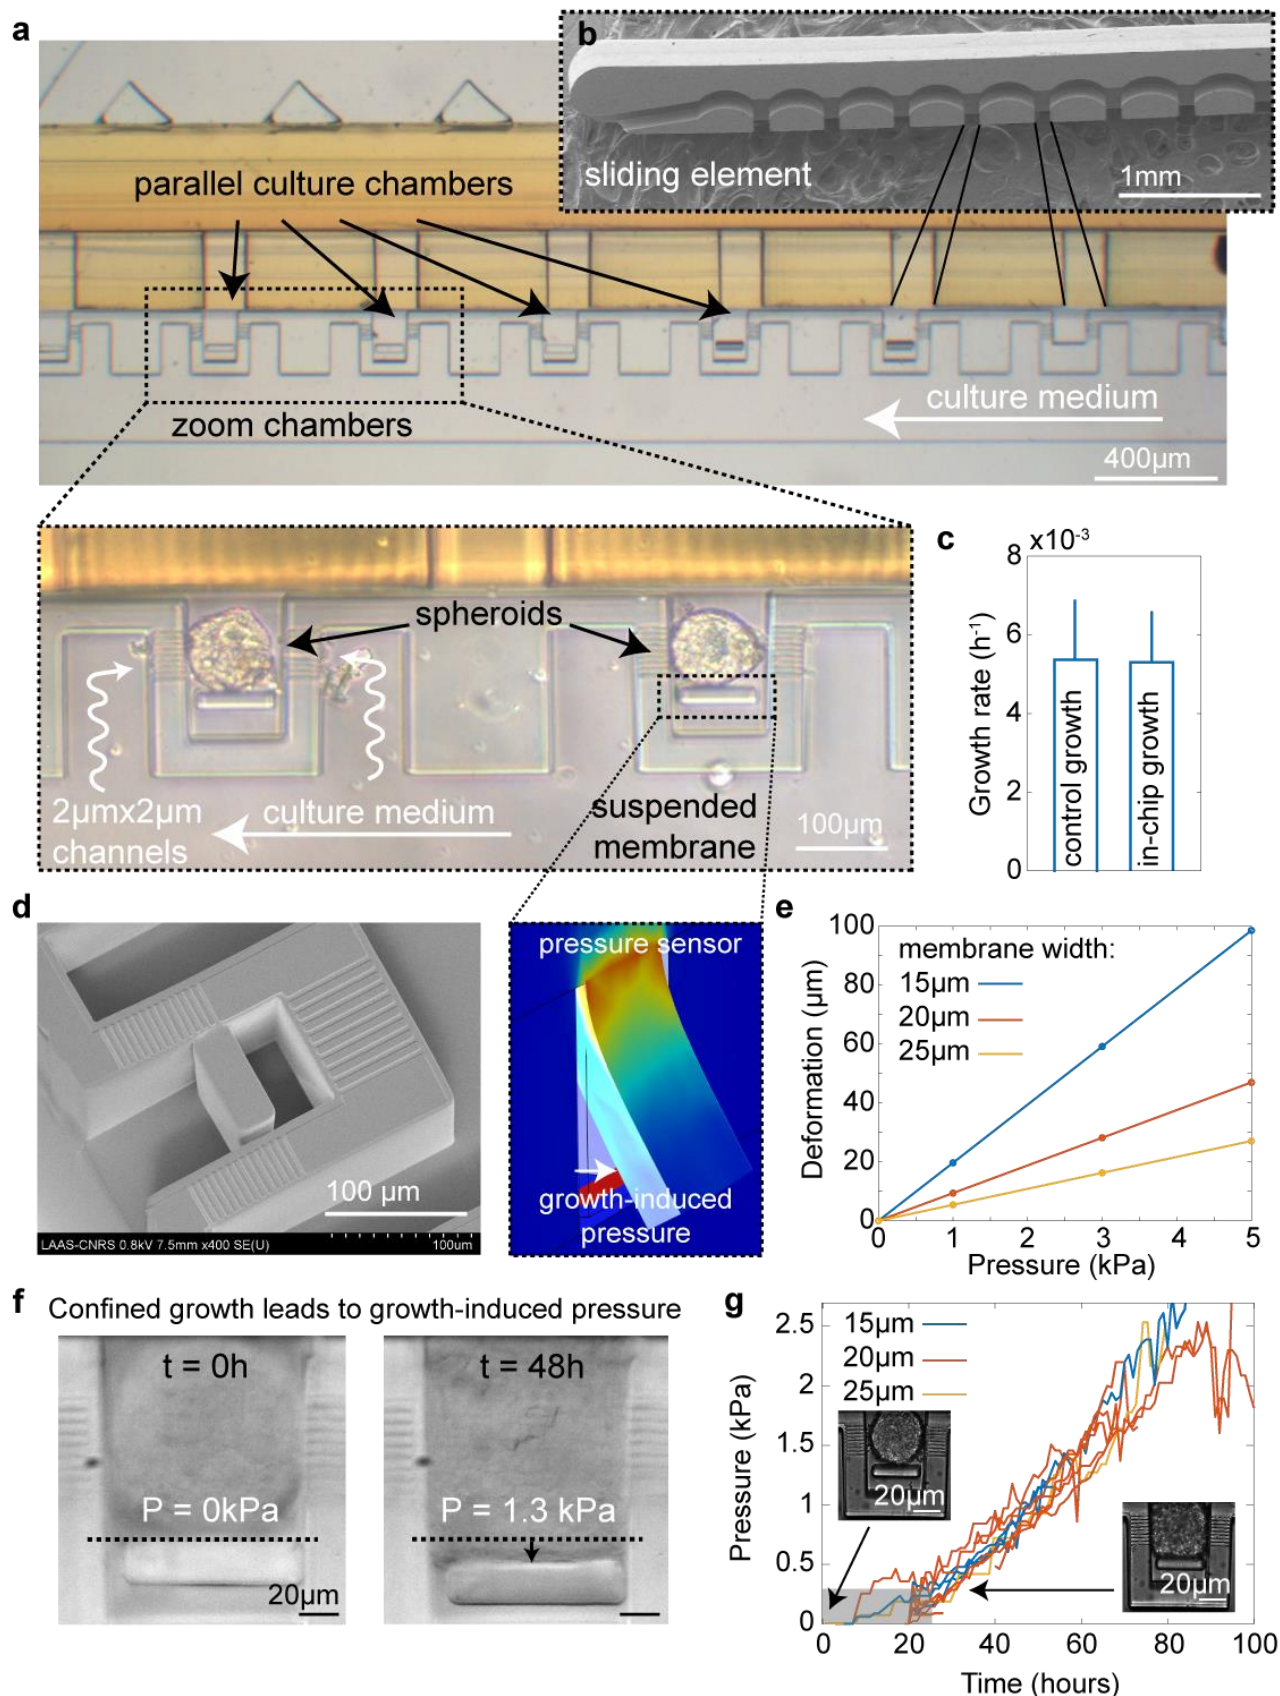 a
b
sliding element
1mm
parallel culture chambers
zoom chambers
culture medium
400µm
spheroids
2µmx2µm
channels
culture medium
suspended
membrane
100µm
c
8 x10⁻³
6
4
2
0
Growth rate (h⁻¹)
control growth
in-chip growth
d
100 µm
LAAS-CNRS 0.8kV 7.5mm x400 SE(U)
100um
pressure sensor
growth-induced
pressure
e
100
80
60
40
20
0
Deformation (µm)
membrane width:
15µm
20µm
25µm
0 1 2 3 4 5
Pressure (kPa)
f
Confined growth leads to growth-induced pressure
t = 0h
P = 0kPa
20µm
t = 48h
P = 1.3 kPa
g
2.5
2
1.5
1
0.5
0
Pressure (kPa)
15µm
20µm
25µm
20µm
20µm
0 20 40 60 80 100
Time (hours)